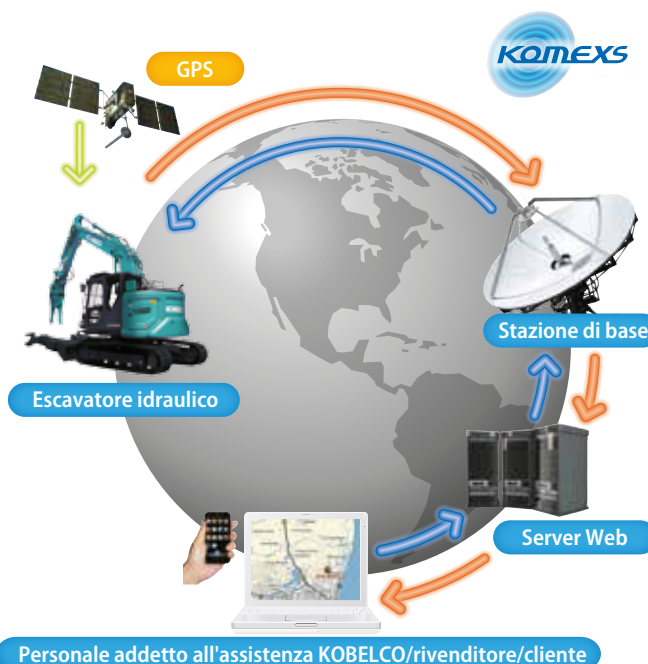 GPS
KOMEXS
Stazione di base
Escavatore idraulico
Server Web
Personale addetto all'assistenza KOBELCO/rivenditore/cliente